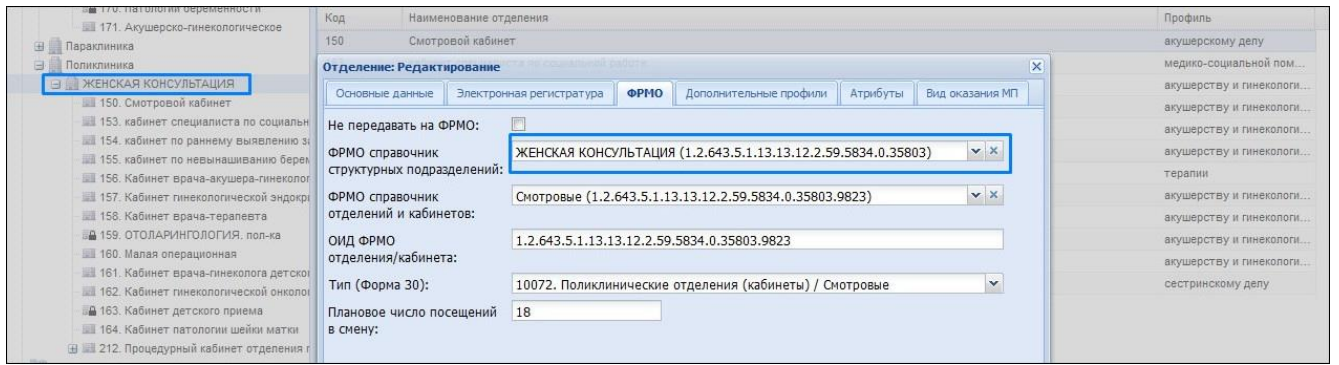 170. Патологии беременности
171. Акушерско-гинекологическое
Параклиника
Поликлиника
ЖЕНСКАЯ КОНСУЛЬТАЦИЯ
150. Смотровой кабинет
153. кабинет специалиста по социальн
154. кабинет по раннему выявлению за
155. кабинет по невынашиванию берем
156. Кабинет врача-акушера-гинеколог
157. Кабинет гинекологической эндокри
158. Кабинет врача-терапевта
159. ОТОЛАРИНГОЛОГИЯ. пол-ка
160. Малая операционная
161. Кабинет врача-гинеколога детског
162. Кабинет гинекологической онколог
163. Кабинет детского приема
164. Кабинет патологии шейки матки
212. Процедурный кабинет отделения п
Код Наименование отделения Профиль
150 Смотровой кабинет акушерскому делу
Отделение: Редактирование
Основные данные Электронная регистратура ФРМО Дополнительные профили Атрибуты Вид оказания МП
Не передавать на ФРМО:
ФРМО справочник
структурных подразделений:
ЖЕНСКАЯ КОНСУЛЬТАЦИЯ (1.2.643.5.1.13.13.12.2.59.5834.0.35803)
ФРМО справочник
отделений и кабинетов:
Смотровые (1.2.643.5.1.13.13.12.2.59.5834.0.35803.9823)
ОИД ФРМО
отделения/кабинета:
1.2.643.5.1.13.13.12.2.59.5834.0.35803.9823
Тип (Форма 30):
10072. Поликлинические отделения (кабинеты) / Смотровые
Плановое число посещений
в смену:
18
медико-социальной пом...
акушерству и гинекологи...
акушерству и гинекологи...
акушерству и гинекологи...
акушерству и гинекологи...
терапии
акушерству и гинекологи...
акушерству и гинекологи...
акушерству и гинекологи...
акушерству и гинекологи...
сестринскому делу